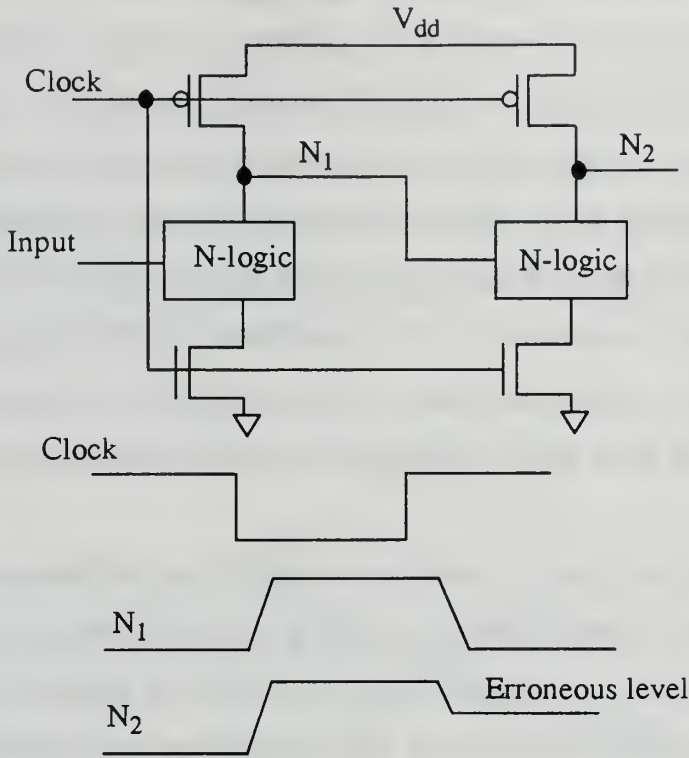 V_dd
Clock
N_1
N_2
Input
N-logic
N-logic
Clock
N_1
Erroneous level
N_2